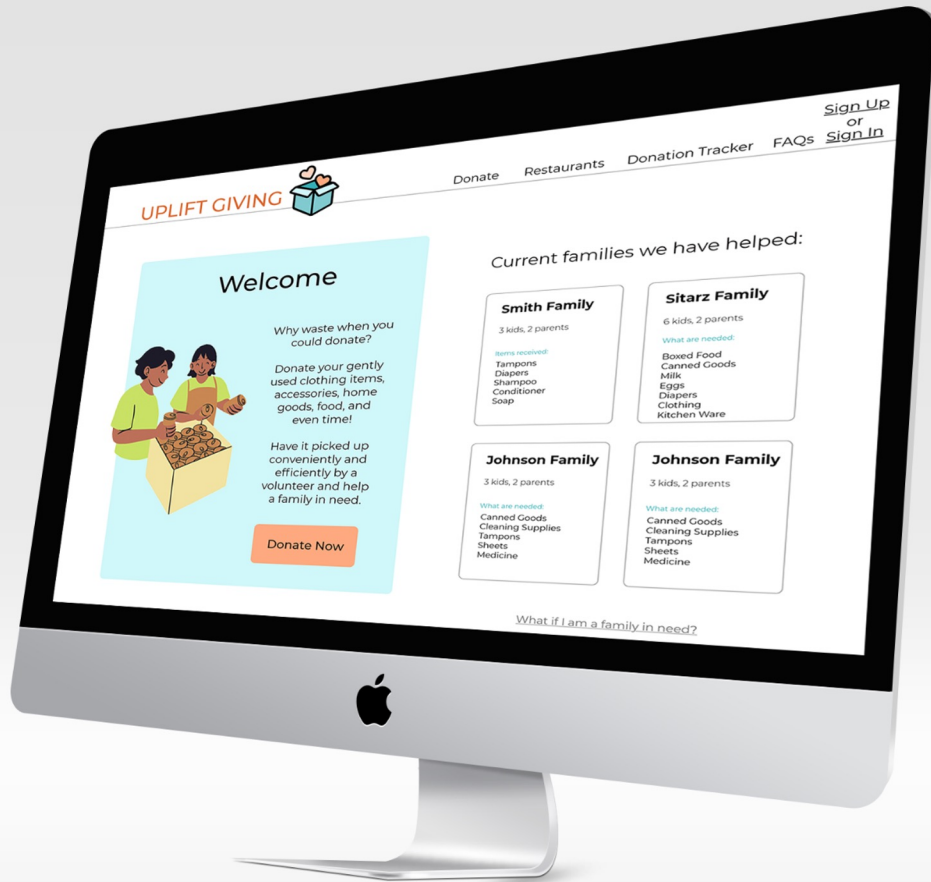 UPLIFT GIVING
Donate
Restaurants
Donation Tracker
FAQs
Sign Up
or
Sign In
Welcome
Why waste when you
could donate?
Donate your gently
used clothing items,
accessories, home
goods, food, and
even time!
Have it picked up
conveniently and
efficiently by a
volunteer and help
a family in need.
Donate Now
Current families we have helped:
Smith Family
3 kids, 2 parents
Items received:
Tampons
Diapers
Shampoo
Conditioner
Soap
Sitarz Family
6 kids, 2 parents
What are needed:
Boxed Food
Canned Goods
Milk
Eggs
Diapers
Clothing
Kitchen Ware
Johnson Family
3 kids, 2 parents
What are needed:
Canned Goods
Cleaning Supplies
Tampons
Sheets
Medicine
Johnson Family
3 kids, 2 parents
What are needed:
Canned Goods
Cleaning Supplies
Tampons
Sheets
Medicine
What if I am a family in need?